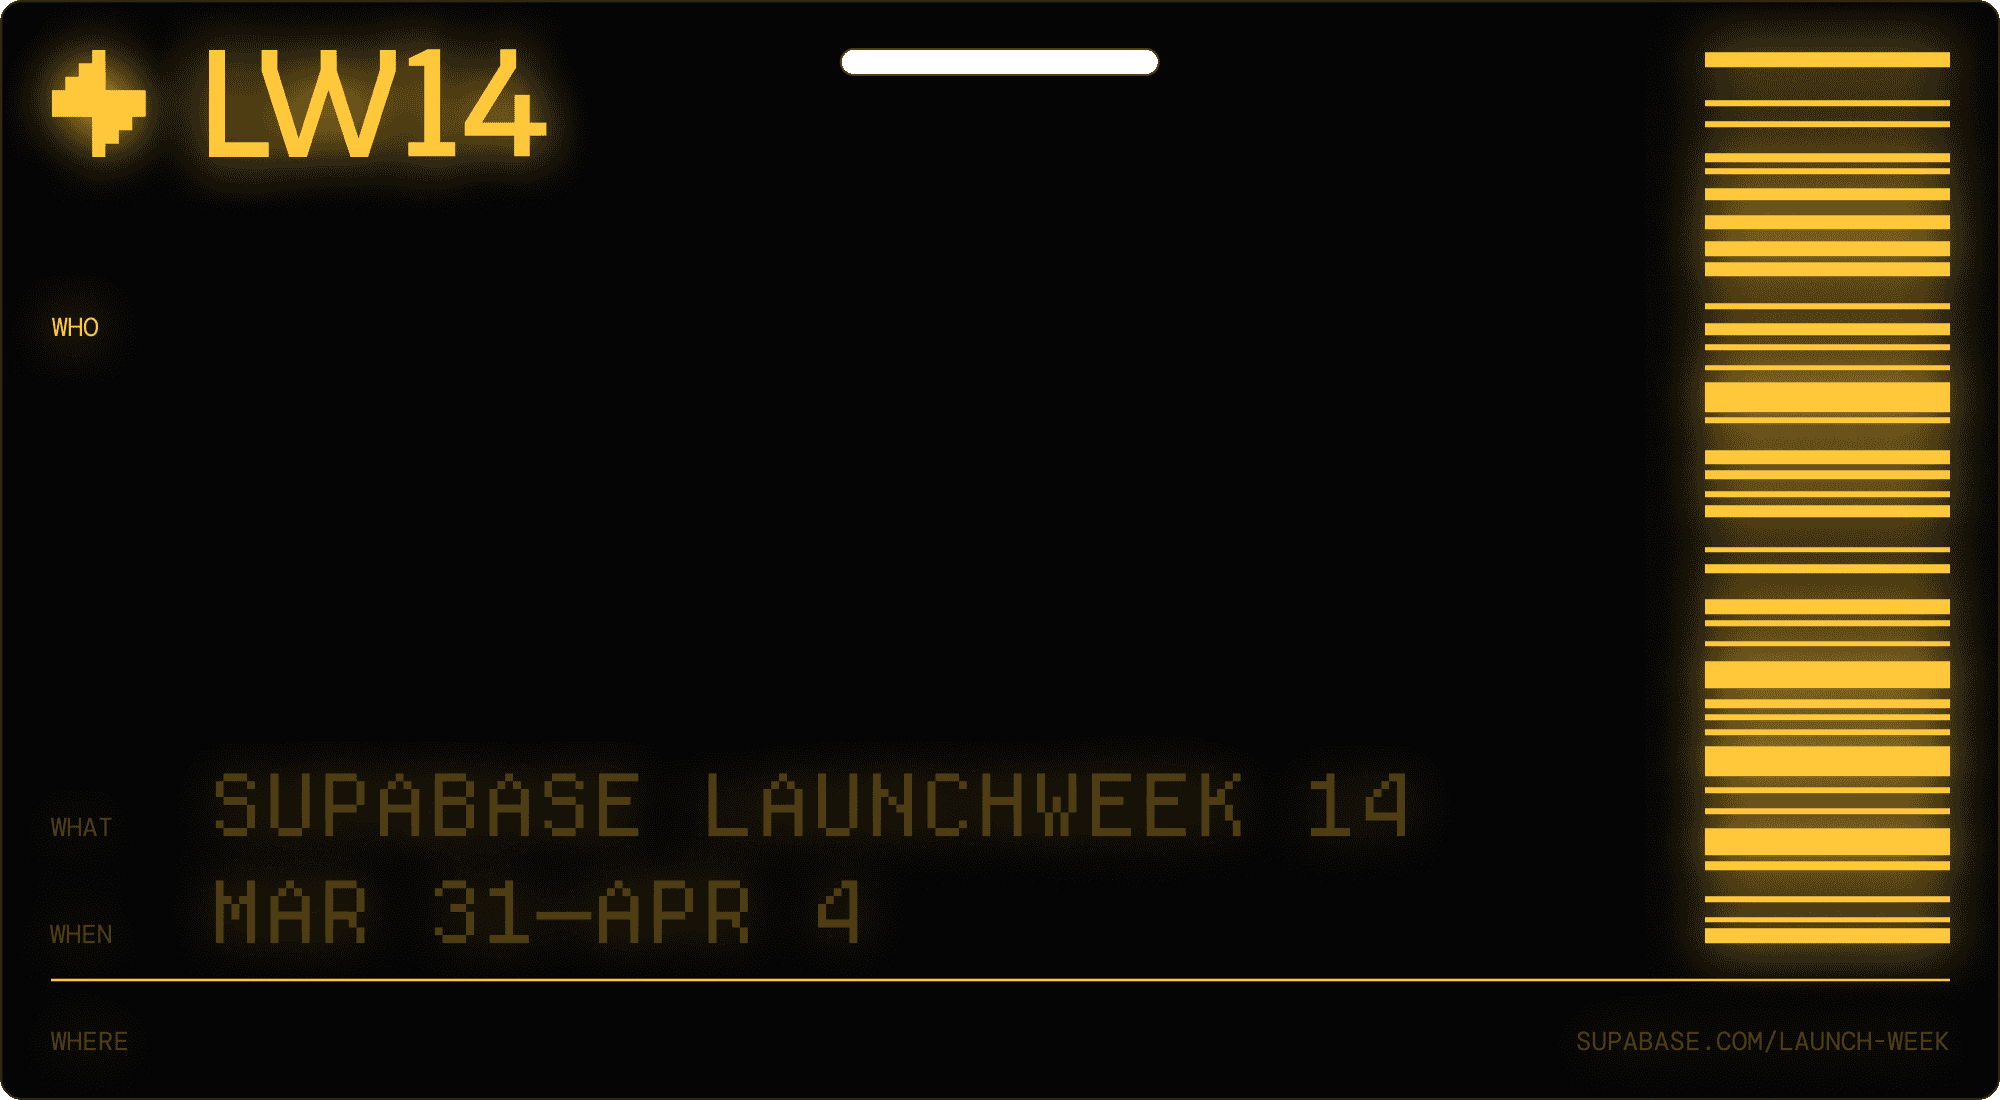 LW14
WHO
WHAT SUPABASE LAUNCHWEEK 14
WHEN MAR 31—APR 4
WHERE SUPABASE.COM/LAUNCH-WEEK